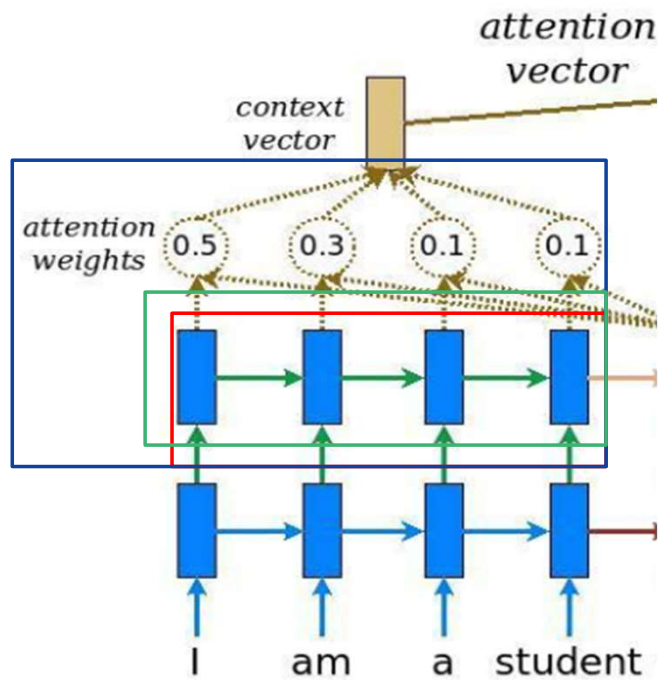 attention
vector
context
vector
attention
weights
0.5 0.3 0.1 0.1
I am a student